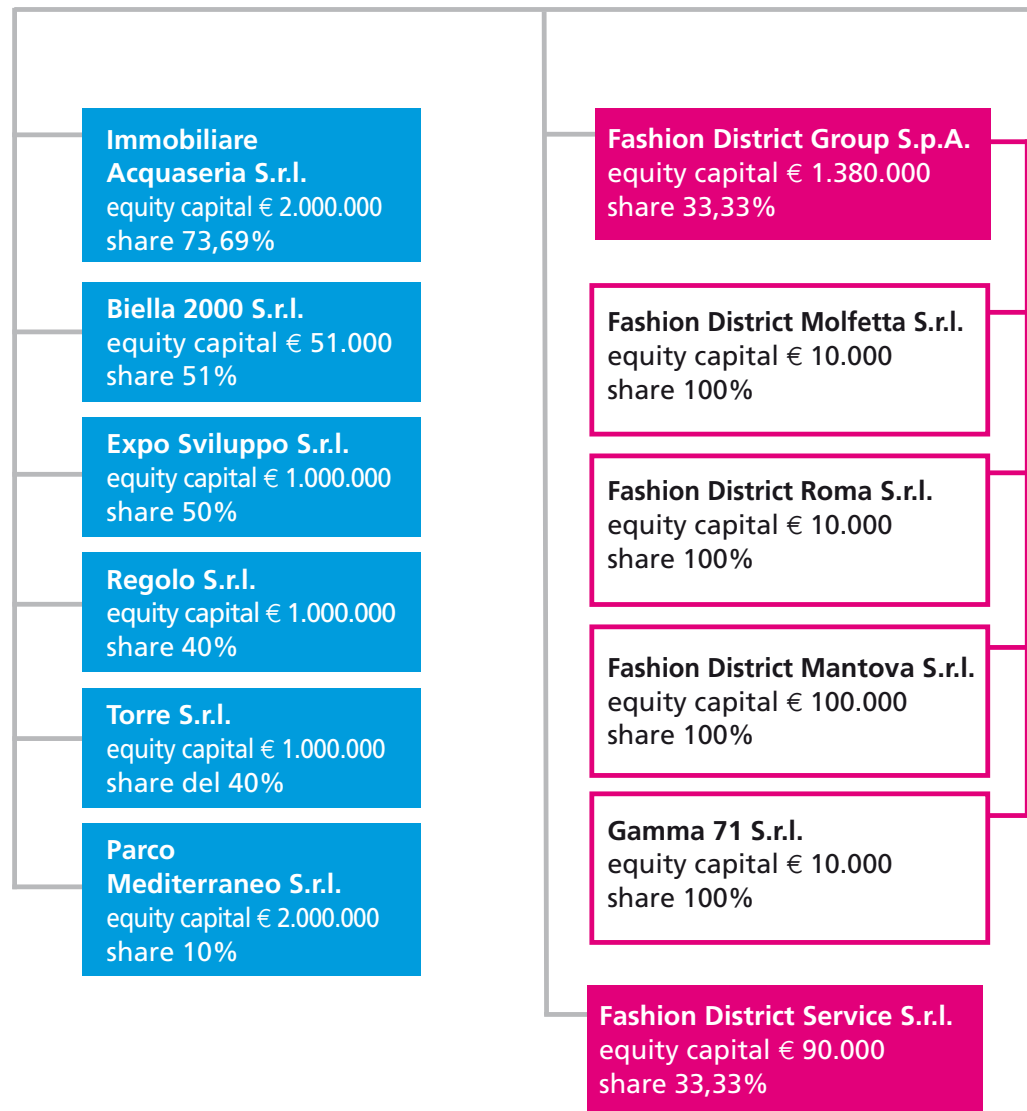 Immobiliare
Acquaseria S.r.l.
equity capital € 2.000.000
share 73,69%
Biella 2000 S.r.l.
equity capital € 51.000
share 51%
Expo Sviluppo S.r.l.
equity capital € 1.000.000
share 50%
Regolo S.r.l.
equity capital € 1.000.000
share 40%
Torre S.r.l.
equity capital € 1.000.000
share del 40%
Parco
Mediterraneo S.r.l.
equity capital € 2.000.000
share 10%
Fashion District Group S.p.A.
equity capital € 1.380.000
share 33,33%
Fashion District Molfetta S.r.l.
equity capital € 10.000
share 100%
Fashion District Roma S.r.l.
equity capital € 10.000
share 100%
Fashion District Mantova S.r.l.
equity capital € 100.000
share 100%
Gamma 71 S.r.l.
equity capital € 10.000
share 100%
Fashion District Service S.r.l.
equity capital € 90.000
share 33,33%